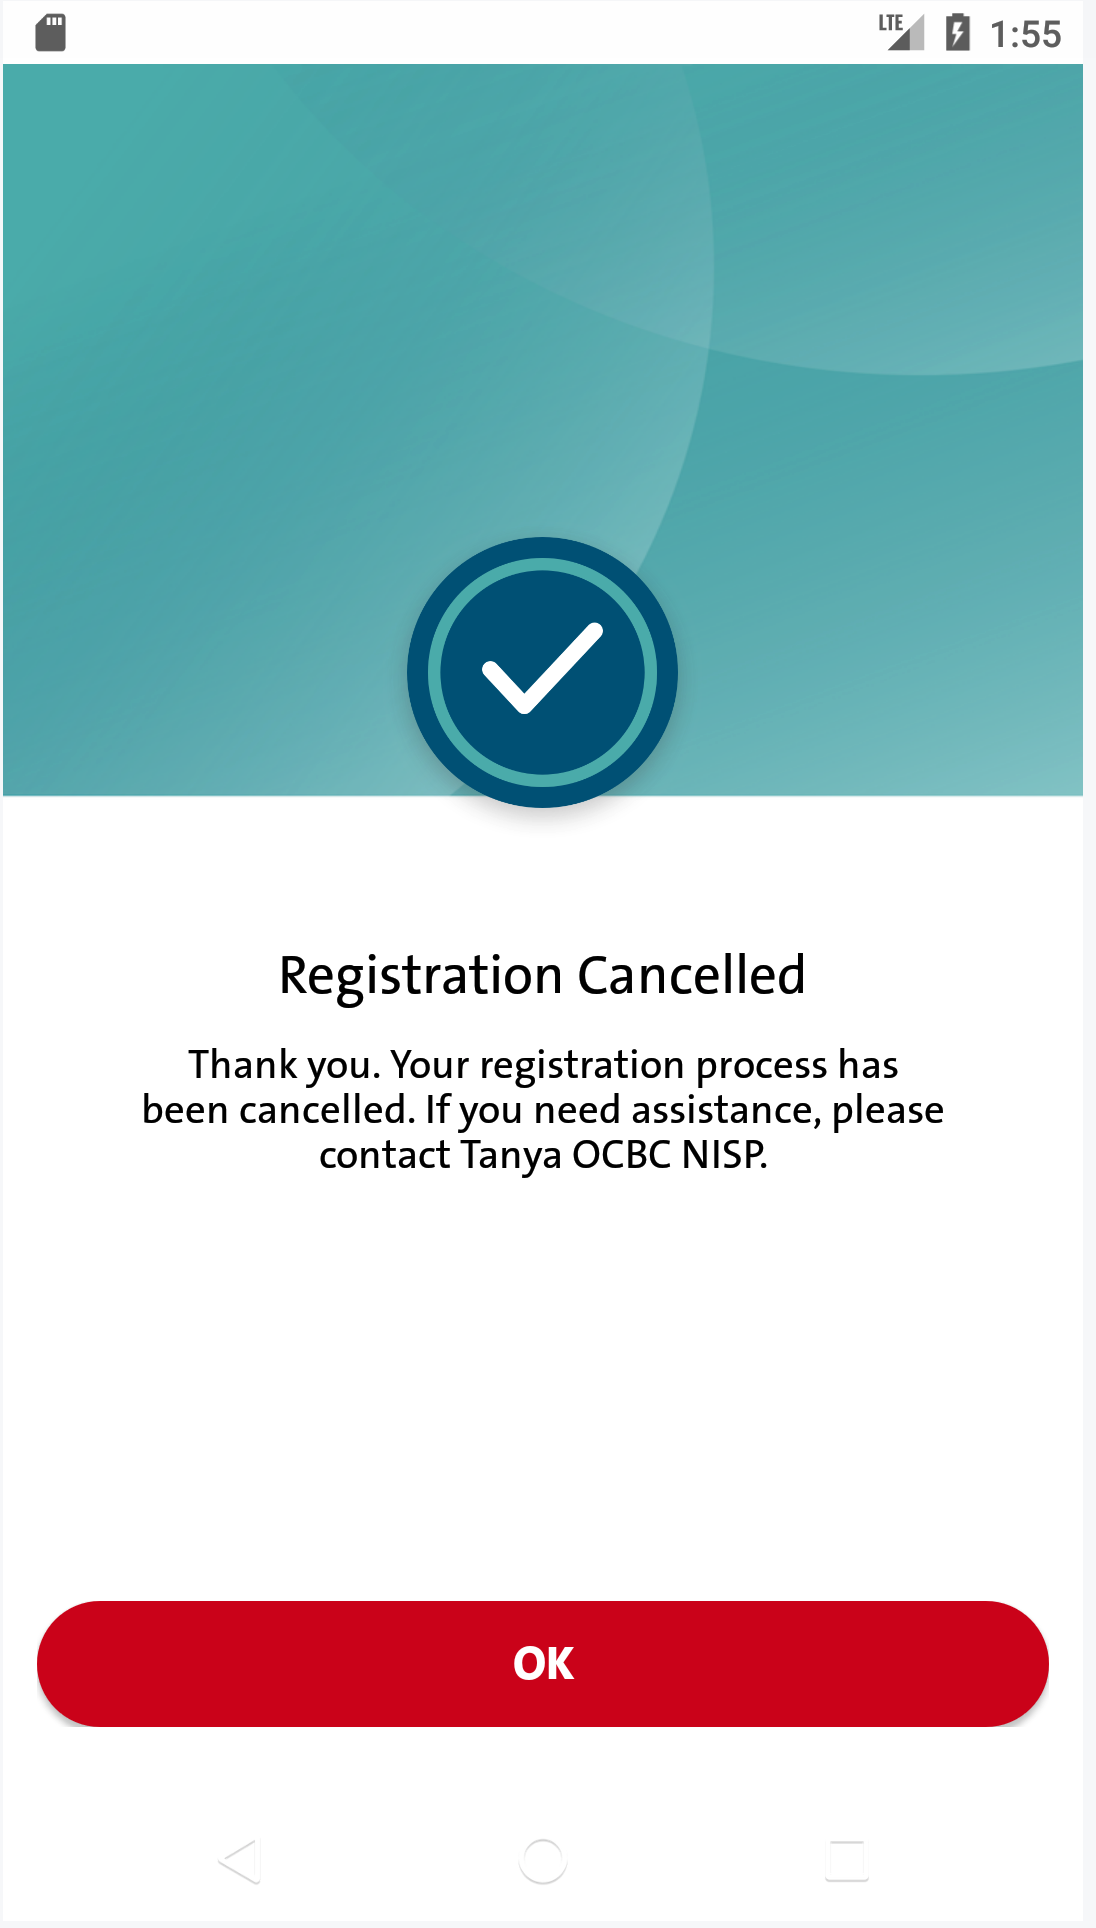 LTE 1:55
Registration Cancelled
Thank you. Your registration process has
been cancelled. If you need assistance, please
contact Tanya OCBC NISP.
OK